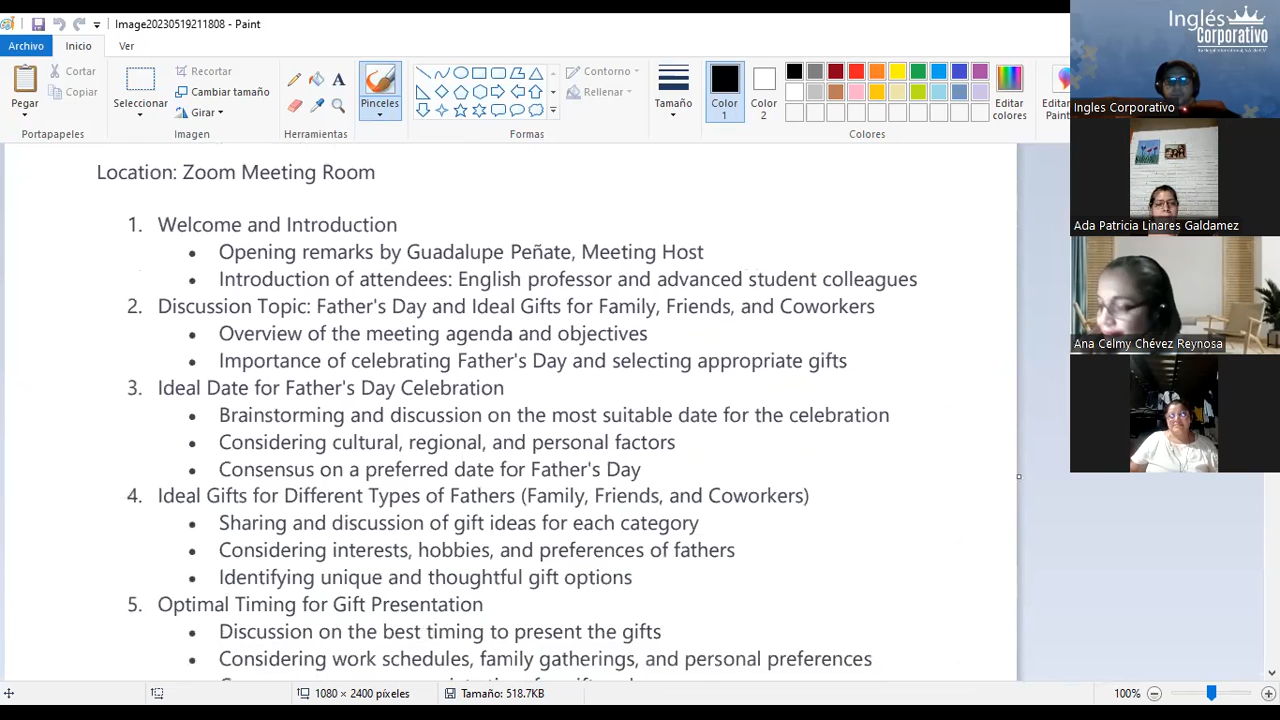 Image20230519211808 - Paint
Archivo Inicio Ver
Pegar
Cortar
Copiar
Portapapeles
Seleccionar
Recortar
Cambiar tamaño
Girar
Imagen
Herramientas
Pinceles
Formas
Contorno
Rellenar
Tamaño
Color
1
Color
2
Colores
Editar
colores
Location: Zoom Meeting Room
1. Welcome and Introduction
• Opening remarks by Guadalupe Peñate, Meeting Host
• Introduction of attendees: English professor and advanced student colleagues
2. Discussion Topic: Father's Day and Ideal Gifts for Family, Friends, and Coworkers
• Overview of the meeting agenda and objectives
• Importance of celebrating Father's Day and selecting appropriate gifts
3. Ideal Date for Father's Day Celebration
• Brainstorming and discussion on the most suitable date for the celebration
• Considering cultural, regional, and personal factors
• Consensus on a preferred date for Father's Day
4. Ideal Gifts for Different Types of Fathers (Family, Friends, and Coworkers)
• Sharing and discussion of gift ideas for each category
• Considering interests, hobbies, and preferences of fathers
• Identifying unique and thoughtful gift options
5. Optimal Timing for Gift Presentation
• Discussion on the best timing to present the gifts
• Considering work schedules, family gatherings, and personal preferences
1080 × 2400 píxeles
Tamaño: 518.7KB
100%
Inglés
Corporativo
Ingles Corporativo
Ada Patricia Linares Galdamez
Ana Celmy Chévez Reynosa